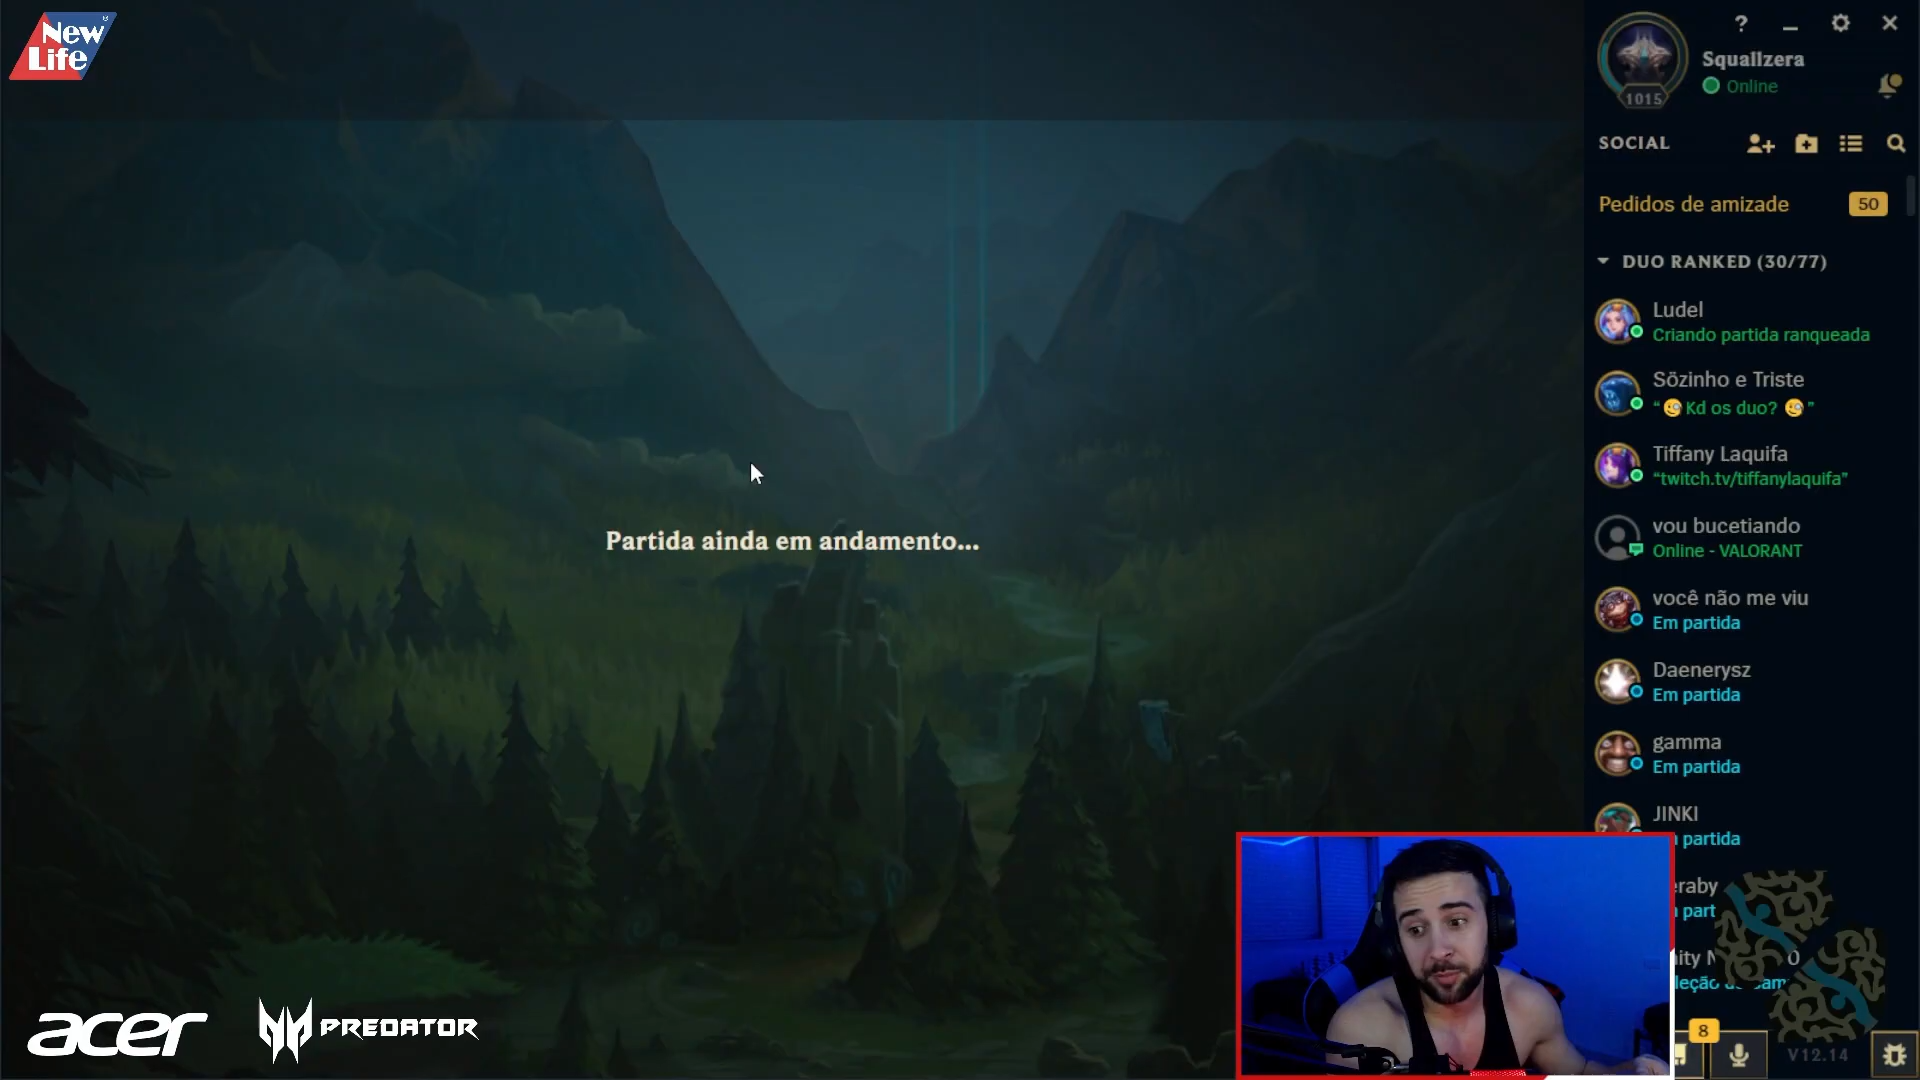 New
Life
Partida ainda em andamento...
acer
PREDATOR
?
Squallzera
Online
1015
SOCIAL
Pedidos de amizade
50
DUO RANKED (30/77)
Ludel
Criando partida ranqueada
Sözinho e Triste
“🧐Kd os duo? 🧐”
Tiffany Laquifa
“twitch.tv/tiffanylaquifa”
vou bucetiando
Online - VALORANT
você não me viu
Em partida
Daenerysz
Em partida
gamma
Em partida
JINKI
partida
8
V12.14